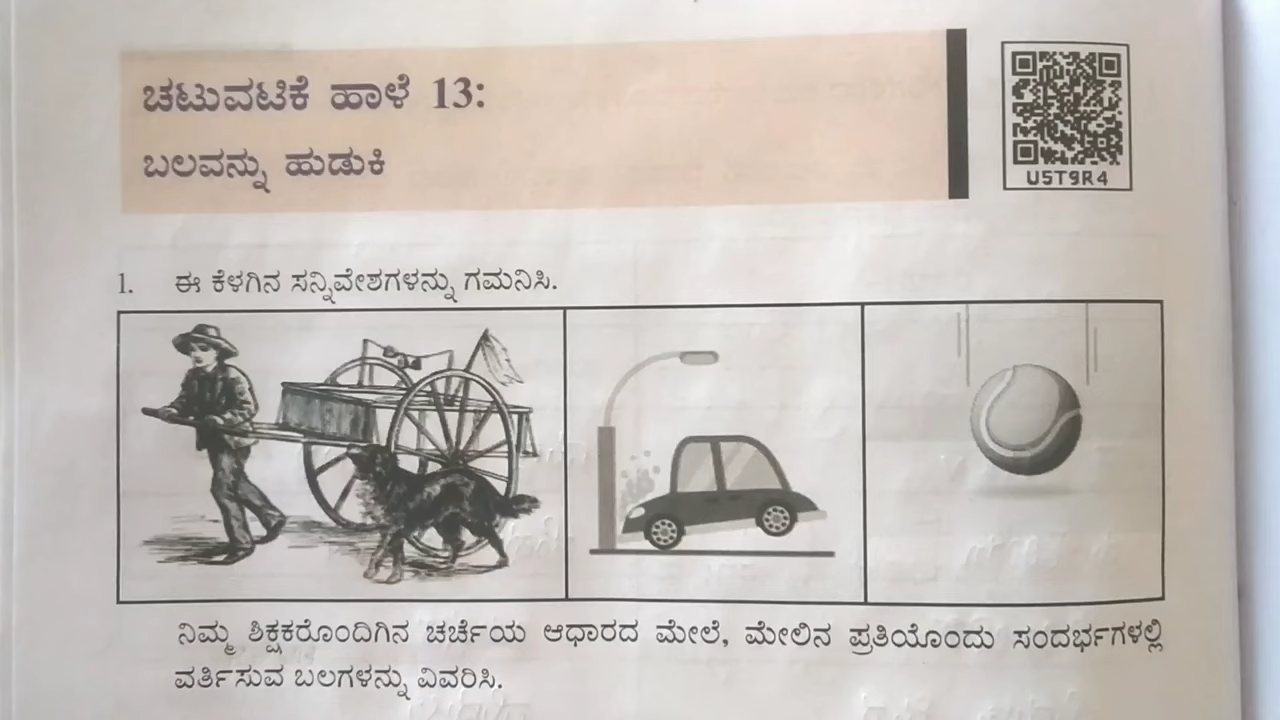 ಚಟುವಟಿಕೆ ಹಾಳೆ 13:
ಬಲವನ್ನು ಹುಡುಕಿ
U5T9R4
1. ಈ ಕೆಳಗಿನ ಸನ್ನಿವೇಶಗಳನ್ನು ಗಮನಿಸಿ.
ನಿಮ್ಮ ಶಿಕ್ಷಕರೊಂದಿಗಿನ ಚರ್ಚೆಯ ಆಧಾರದ ಮೇಲೆ, ಮೇಲಿನ ಪ್ರತಿಯೊಂದು ಸಂದರ್ಭಗಳಲ್ಲಿ
ವರ್ತಿಸುವ ಬಲಗಳನ್ನು ವಿವರಿಸಿ.